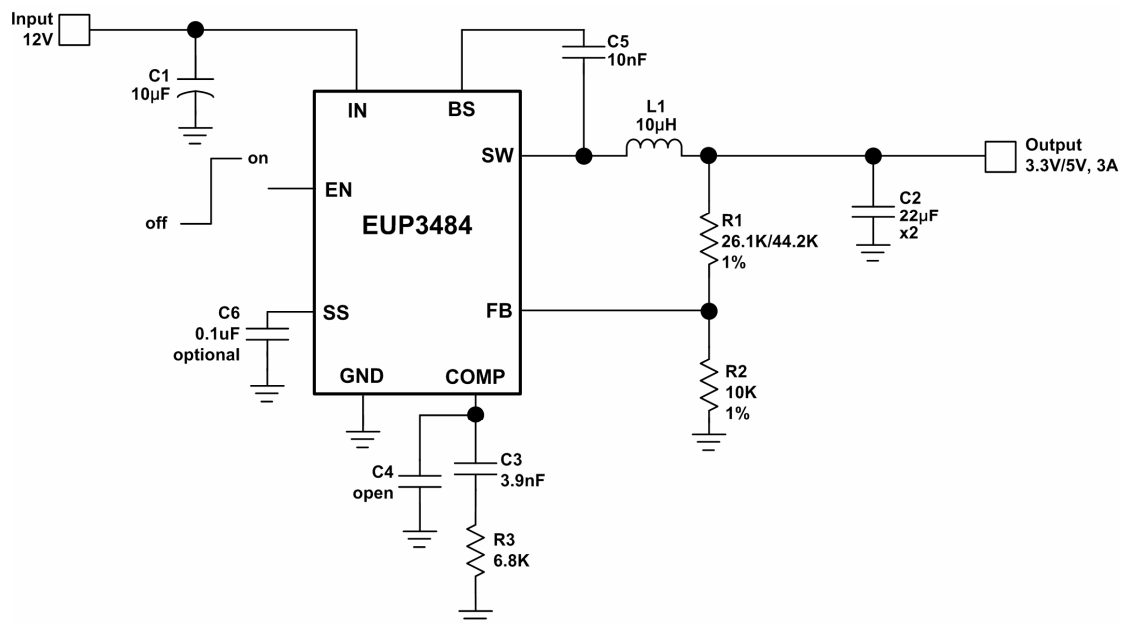 Input
12V
C1
10µF
IN
BS
C5
10nF
L1
10µH
SW
Output
3.3V/5V, 3A
on
off
EN
EUP3484
C2
22µF
x2
R1
26.1K/44.2K
1%
C6
0.1uF
optional
SS
FB
GND
COMP
R2
10K
1%
C4
open
C3
3.9nF
R3
6.8K